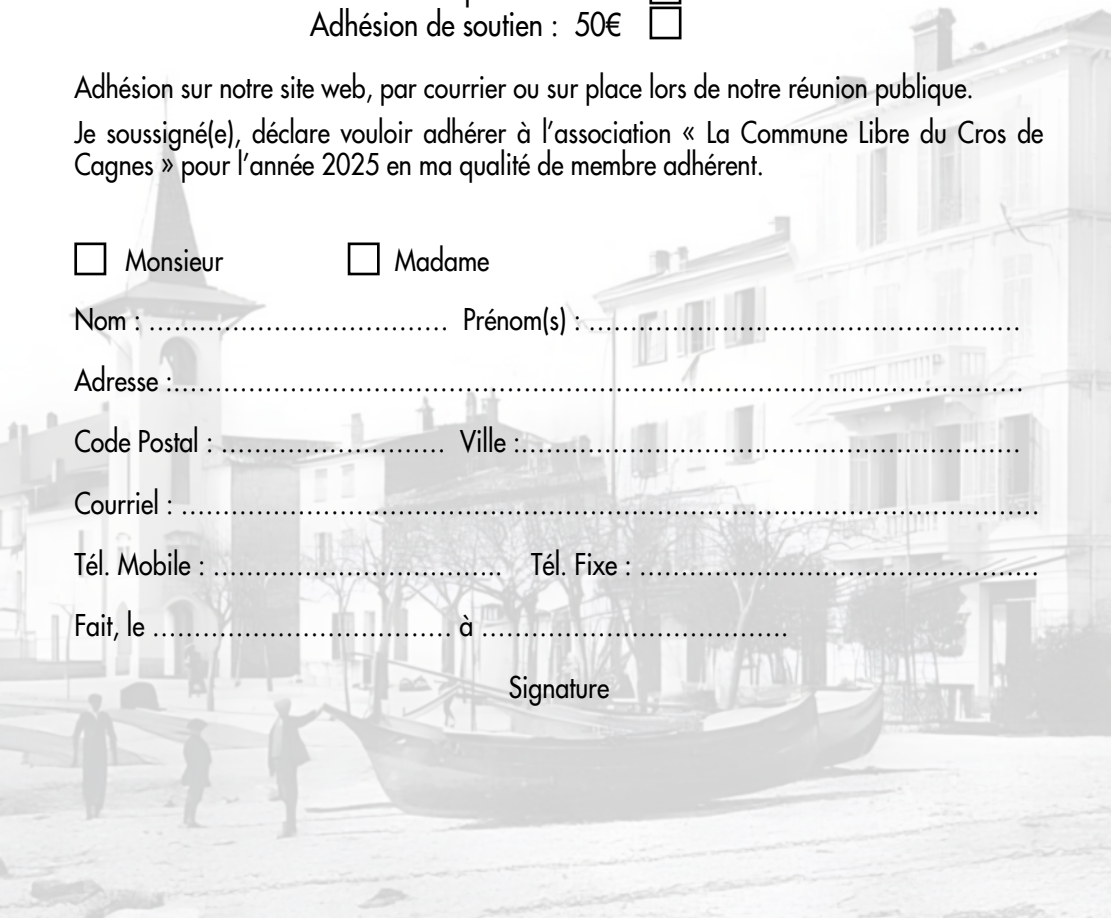 Adhésion de soutien : 50€
Adhésion sur notre site web, par courrier ou sur place lors de notre réunion publique.
Je soussigné(e), déclare vouloir adhérer à l'association « La Commune Libre du Cros de
Cagnes » pour l'année 2025 en ma qualité de membre adhérent.
Monsieur Madame
Nom : .................................. Prénom(s) : .................................................
Adresse :.................................................................................................
Code Postal : ......................... Ville :.........................................................
Courriel : .................................................................................................
Tél. Mobile : ................................. Tél. Fixe : .............................................
Fait, le .................................. à ...................................
Signature